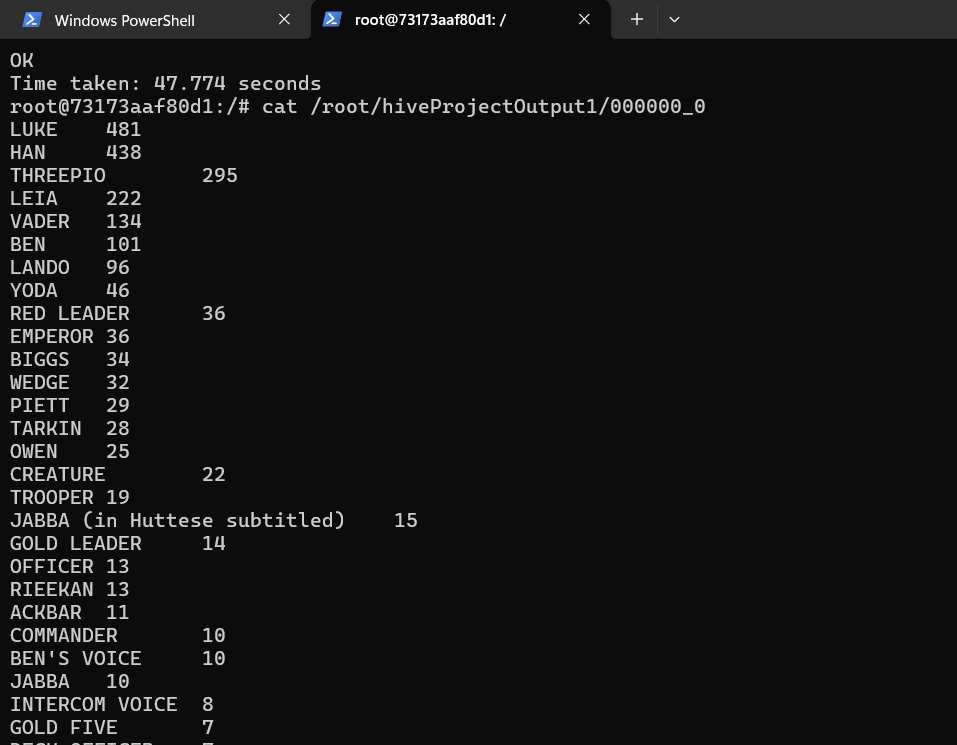 Windows PowerShell
root@73173aaf80d1: /
OK
Time taken: 47.774 seconds
root@73173aaf80d1:/# cat /root/hiveProjectOutput1/000000_0
LUKE 481
HAN 438
THREEPIO 295
LEIA 222
VADER 134
BEN 101
LANDO 96
YODA 46
RED LEADER 36
EMPEROR 36
BIGGS 34
WEDGE 32
PIETT 29
TARKIN 28
OWEN 25
CREATURE 22
TROOPER 19
JABBA (in Huttese subtitled) 15
GOLD LEADER 14
OFFICER 13
RIEEKAN 13
ACKBAR 11
COMMANDER 10
BEN'S VOICE 10
JABBA 10
INTERCOM VOICE 8
GOLD FIVE 7